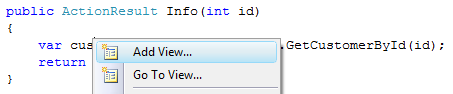 public ActionResult Info(int id)
{
var cus
.GetCustomerById(id);
Add View...
return
Go To View...
}